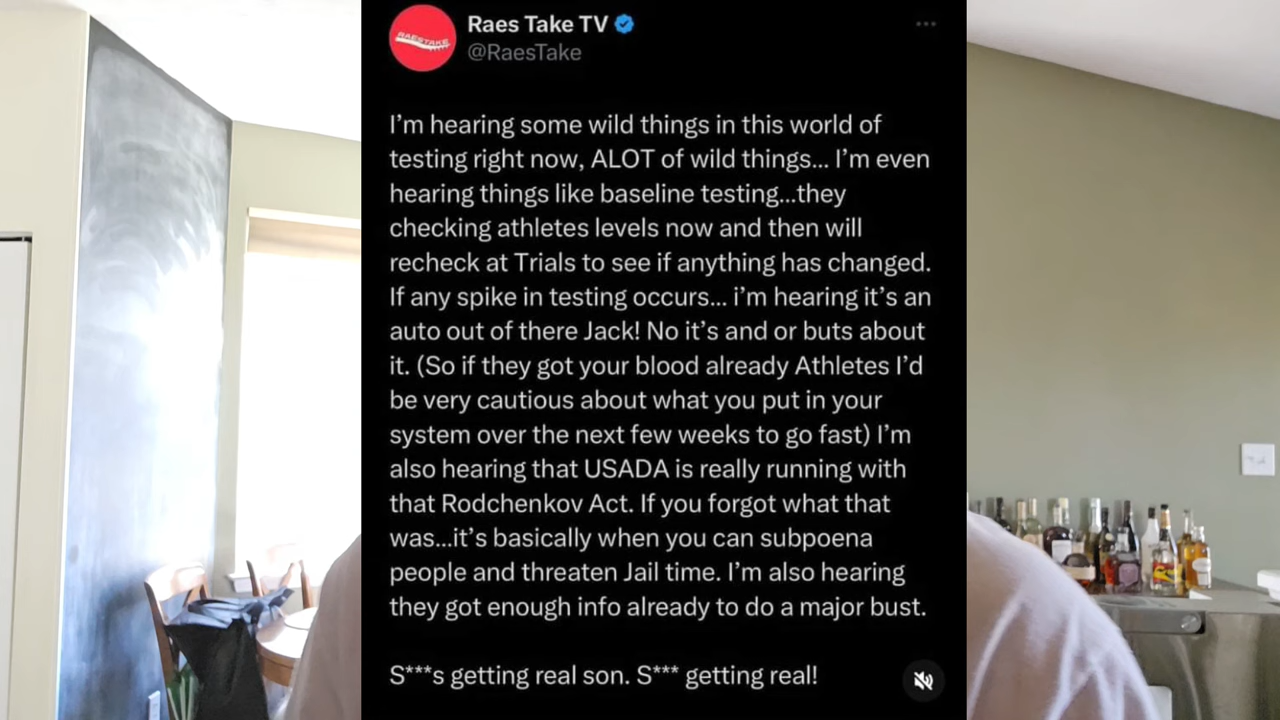 Raes Take TV
@RaesTake
RAESTAKE
I'm hearing some wild things in this world of
testing right now, ALOT of wild things... I'm even
hearing things like baseline testing...they
checking athletes levels now and then will
recheck at Trials to see if anything has changed.
If any spike in testing occurs... i'm hearing it's an
auto out of there Jack! No it's and or buts about
it. (So if they got your blood already Athletes I'd
be very cautious about what you put in your
system over the next few weeks to go fast) I'm
also hearing that USADA is really running with
that Rodchenkov Act. If you forgot what that
was...it's basically when you can subpoena
people and threaten Jail time. I'm also hearing
they got enough info already to do a major bust.
S***s getting real son. S*** getting real!